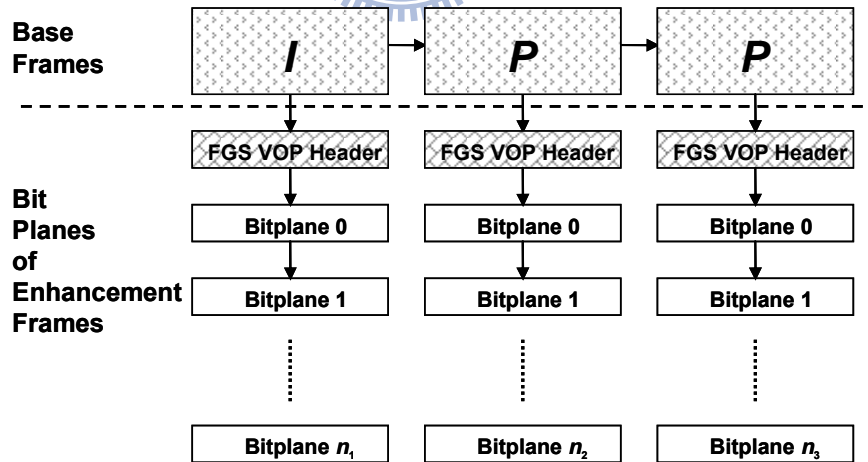 Base
Frames
I
P
P
FGS VOP Header
FGS VOP Header
FGS VOP Header
Bit
Planes
of
Enhancement
Frames
Bitplane 0
Bitplane 0
Bitplane 0
Bitplane 1
Bitplane 1
Bitplane 1
Bitplane n₁
Bitplane n₂
Bitplane n₃